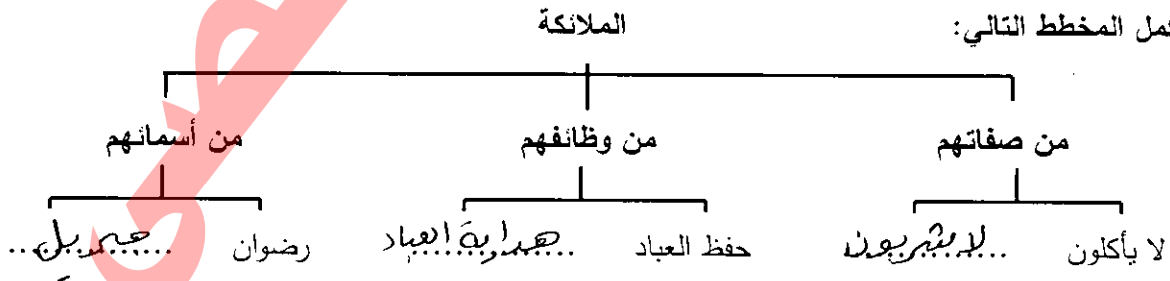 كمل المخطط التالي: الملائكة
من صفاتهم من وظائفهم من أسمائهم
لا يأكلون ...لا يشربون حفظ العباد ...هداية العباد رضوان ...جبريل...